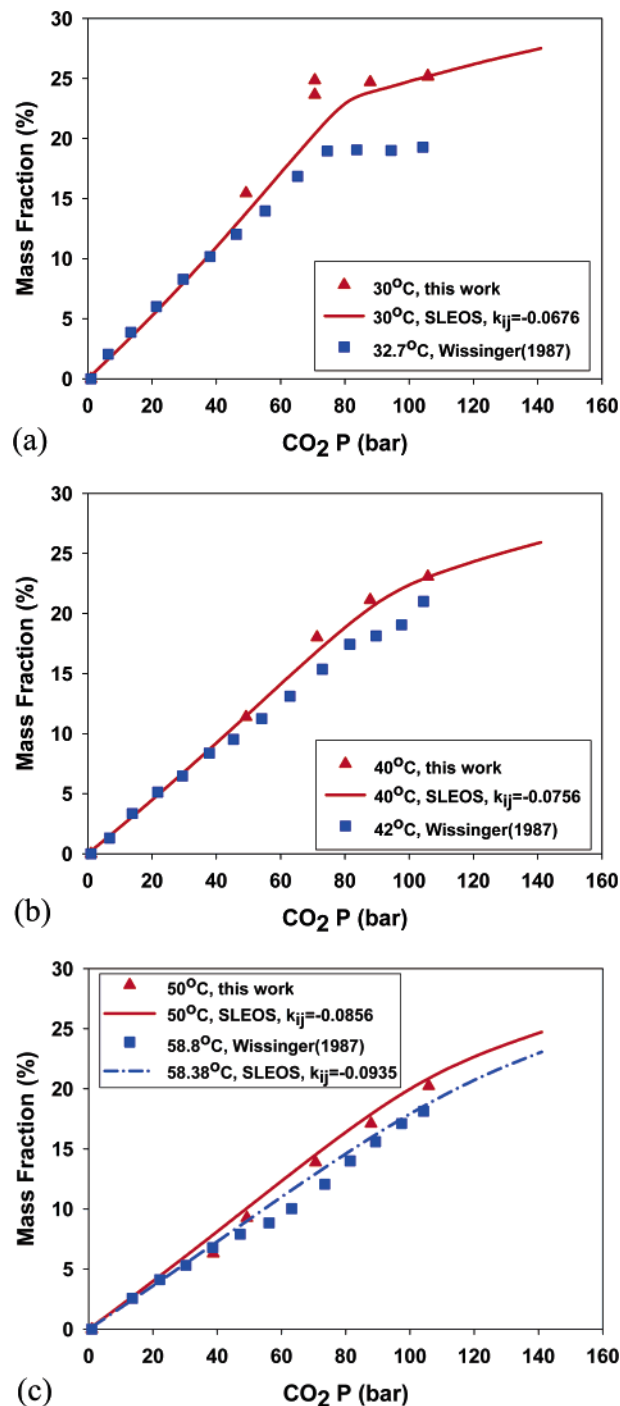 30
25
20
15
10
5
0
Mass Fraction (%)
0 20 40 60 80 100 120 140 160
CO2 P (bar)
30°C, this work
30°C, SLEOS, kij=-0.0676
32.7°C, Wissinger(1987)
(a)
30
25
20
15
10
5
0
Mass Fraction (%)
0 20 40 60 80 100 120 140 160
CO2 P (bar)
40°C, this work
40°C, SLEOS, kij=-0.0756
42°C, Wissinger(1987)
(b)
30
25
20
15
10
5
0
Mass Fraction (%)
0 20 40 60 80 100 120 140 160
CO2 P (bar)
50°C, this work
50°C, SLEOS, kij=-0.0856
58.8°C, Wissinger(1987)
58.38°C, SLEOS, kij=-0.0935
(c)